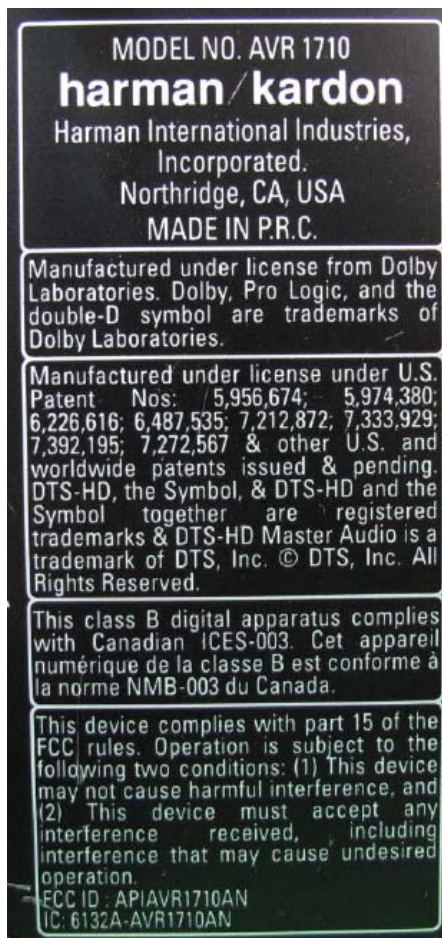 MODEL NO. AVR 1710
harman/kardon
Harman International Industries,
Incorporated.
Northridge, CA, USA
MADE IN P.R.C.
Manufactured under license from Dolby
Laboratories. Dolby, Pro Logic, and the
double-D symbol are trademarks of
Dolby Laboratories.
Manufactured under license under U.S.
Patent Nos: 5,956,674; 5,974,380;
6,226,616; 6,487,535; 7,212,872; 7,333,929;
7,392,195; 7,272,567 & other U.S. and
worldwide patents issued & pending.
DTS-HD, the Symbol, & DTS-HD and the
Symbol together are registered
trademarks & DTS-HD Master Audio is a
trademark of DTS, Inc. © DTS, Inc. All
Rights Reserved.
This class B digital apparatus complies
with Canadian ICES-003. Cet appareil
numérique de la classe B est conforme à
la norme NMB-003 du Canada.
This device complies with part 15 of the
FCC rules. Operation is subject to the
following two conditions: (1) This device
may not cause harmful interference, and
(2) This device must accept any
interference received, including
interference that may cause undesired
operation.
FCC ID : APIAVR1710AN
IC: 6132A-AVR1710AN